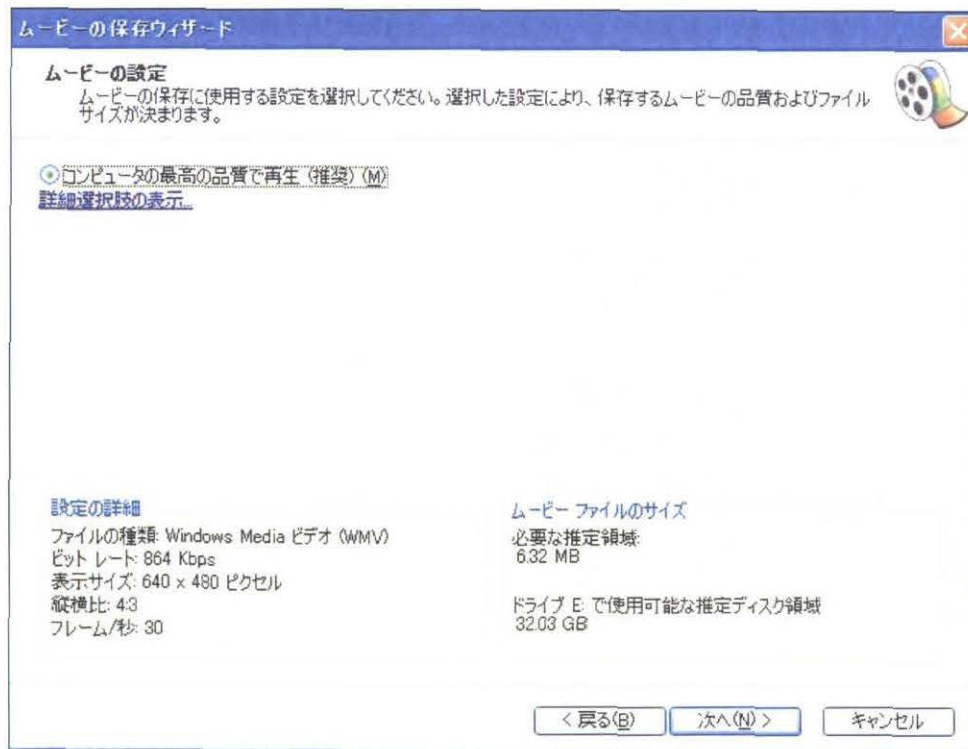 ムービーの保存ウィザード
ムービーの設定
ムービーの保存に使用する設定を選択してください。選択した設定により、保存するムービーの品質およびファイル
サイズが決まります。
コンピュータの最高の品質で再生 (推奨) (M)
詳細選択肢の表示...
設定の詳細
ファイルの種類: Windows Media ビデオ (WMV)
ビット レート: 864 Kbps
表示サイズ: 640 x 480 ピクセル
縦横比: 4:3
フレーム/秒: 30
ムービー ファイルのサイズ
必要な推定領域:
6.32 MB
ドライブ E: で使用可能な推定ディスク領域
32.03 GB
< 戻る(B)
次へ(N) >
キャンセル